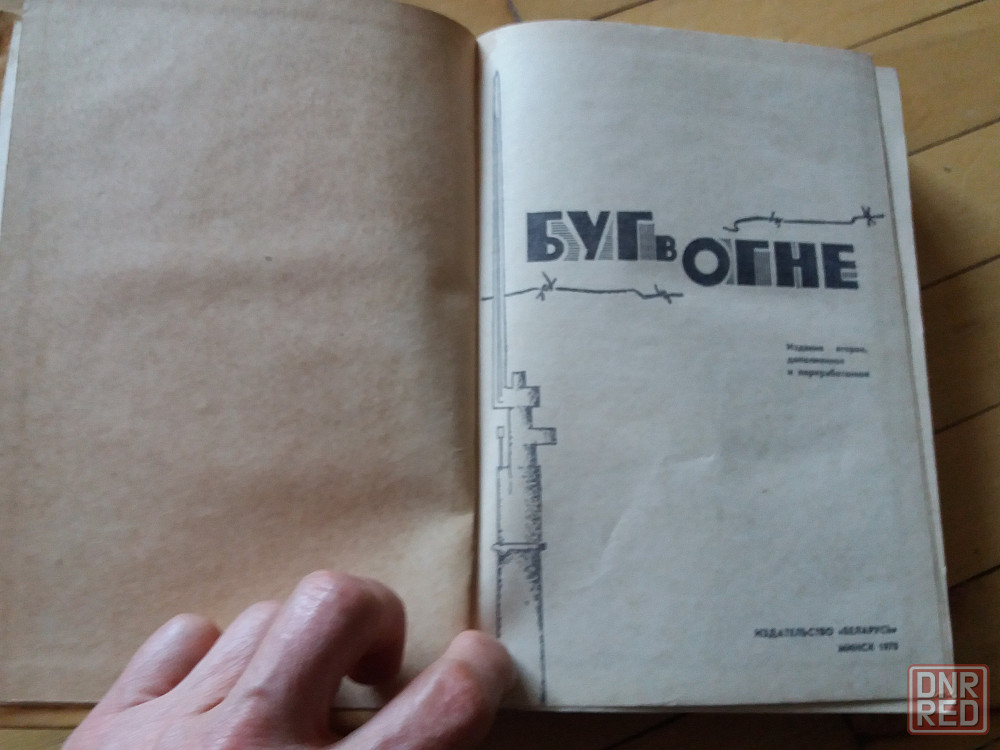 БУГ В ОГНЕ
Издание второе,
дополненное
и переработанное
ИЗДАТЕЛЬСТВО «БЕЛАРУСЬ»
МИНСК
DNR
RED